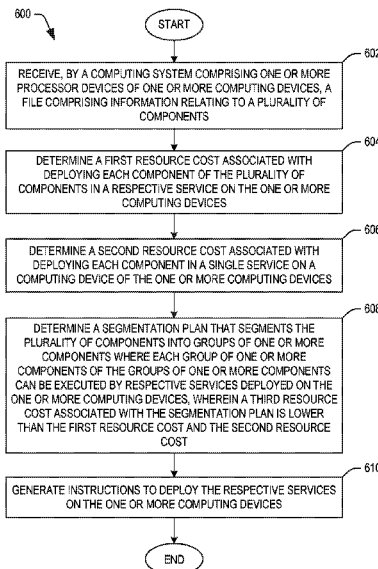 600
START
602
RECEIVE, BY A COMPUTING SYSTEM COMPRISING ONE OR MORE
PROCESSOR DEVICES OF ONE OR MORE COMPUTING DEVICES, A
FILE COMPRISING INFORMATION RELATING TO A PLURALITY OF
COMPONENTS
604
DETERMINE A FIRST RESOURCE COST ASSOCIATED WITH
DEPLOYING EACH COMPONENT OF THE PLURALITY OF
COMPONENTS IN A RESPECTIVE SERVICE ON THE ONE OR MORE
COMPUTING DEVICES
606
DETERMINE A SECOND RESOURCE COST ASSOCIATED WITH
DEPLOYING EACH COMPONENT IN A SINGLE SERVICE ON A
COMPUTING DEVICE OF THE ONE OR MORE COMPUTING DEVICES
608
DETERMINE A SEGMENTATION PLAN THAT SEGMENTS THE
PLURALITY OF COMPONENTS INTO GROUPS OF ONE OR MORE
COMPONENTS WHERE EACH GROUP OF ONE OR MORE
COMPONENTS OF THE GROUPS OF ONE OR MORE COMPONENTS
CAN BE EXECUTED BY RESPECTIVE SERVICES DEPLOYED ON THE
ONE OR MORE COMPUTING DEVICES, WHEREIN A THIRD RESOURCE
COST ASSOCIATED WITH THE SEGMENTATION PLAN IS LOWER
THAN THE FIRST RESOURCE COST AND THE SECOND RESOURCE
COST
610
GENERATE INSTRUCTIONS TO DEPLOY THE RESPECTIVE SERVICES
ON THE ONE OR MORE COMPUTING DEVICES
END